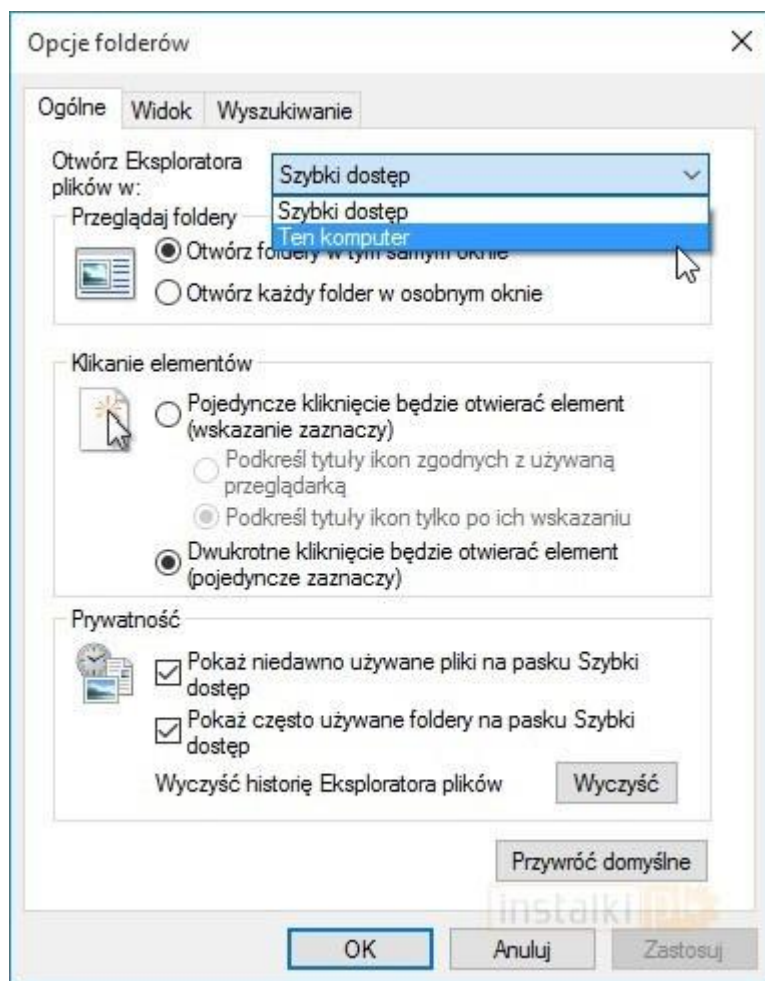 Opcje folderów
Ogólne Widok Wyszukiwanie
Otwórz Eksploratora
plików w:
Szybki dostęp
Szybki dostęp
Ten komputer
Przeglądaj foldery
Otwórz foldery w tym samym oknie
Otwórz każdy folder w osobnym oknie
Klikanie elementów
Pojedyncze kliknięcie będzie otwierać element
(wskazanie zaznaczy)
Podkreśl tytuły ikon zgodnych z używaną
przeglądarką
Podkreśl tytuły ikon tylko po ich wskazaniu
Dwukrotne kliknięcie będzie otwierać element
(pojedyncze zaznaczy)
Prywatność
Pokaż niedawno używane pliki na pasku Szybki
dostęp
Pokaż często używane foldery na pasku Szybki
dostęp
Wyczyść historię Eksploratora plików Wyczyść
Przywróć domyślne
instalki pl
OK Anuluj Zastosuj